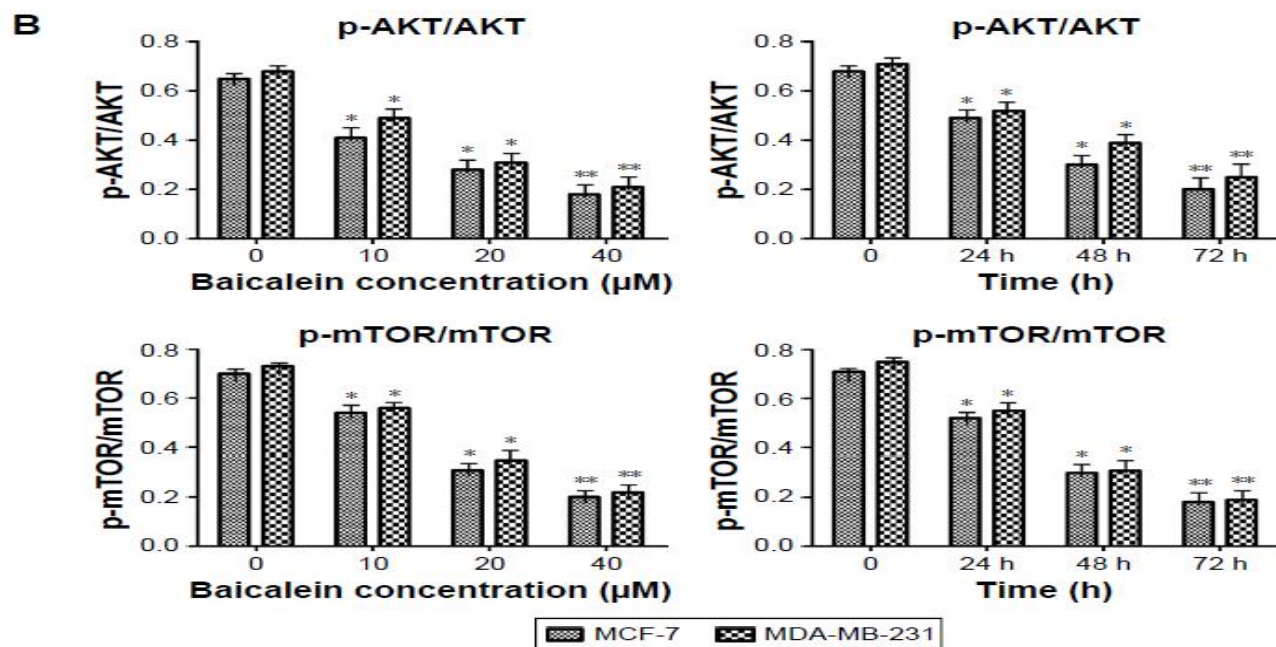 B
p-AKT/AKT
p-AKT/AKT
0.8
0.6
0.4
0.2
0.0
* *
* *
** **
0 10 20 40
Baicalein concentration (µM)
p-AKT/AKT
p-AKT/AKT
0.8
0.6
0.4
0.2
0.0
* *
* *
** **
0 24 h 48 h 72 h
Time (h)
p-mTOR/mTOR
p-mTOR/mTOR
0.8
0.6
0.4
0.2
0.0
* *
* *
** **
0 10 20 40
Baicalein concentration (µM)
p-mTOR/mTOR
p-mTOR/mTOR
0.8
0.6
0.4
0.2
0.0
* *
* *
** **
0 24 h 48 h 72 h
Time (h)
MCF-7 MDA-MB-231